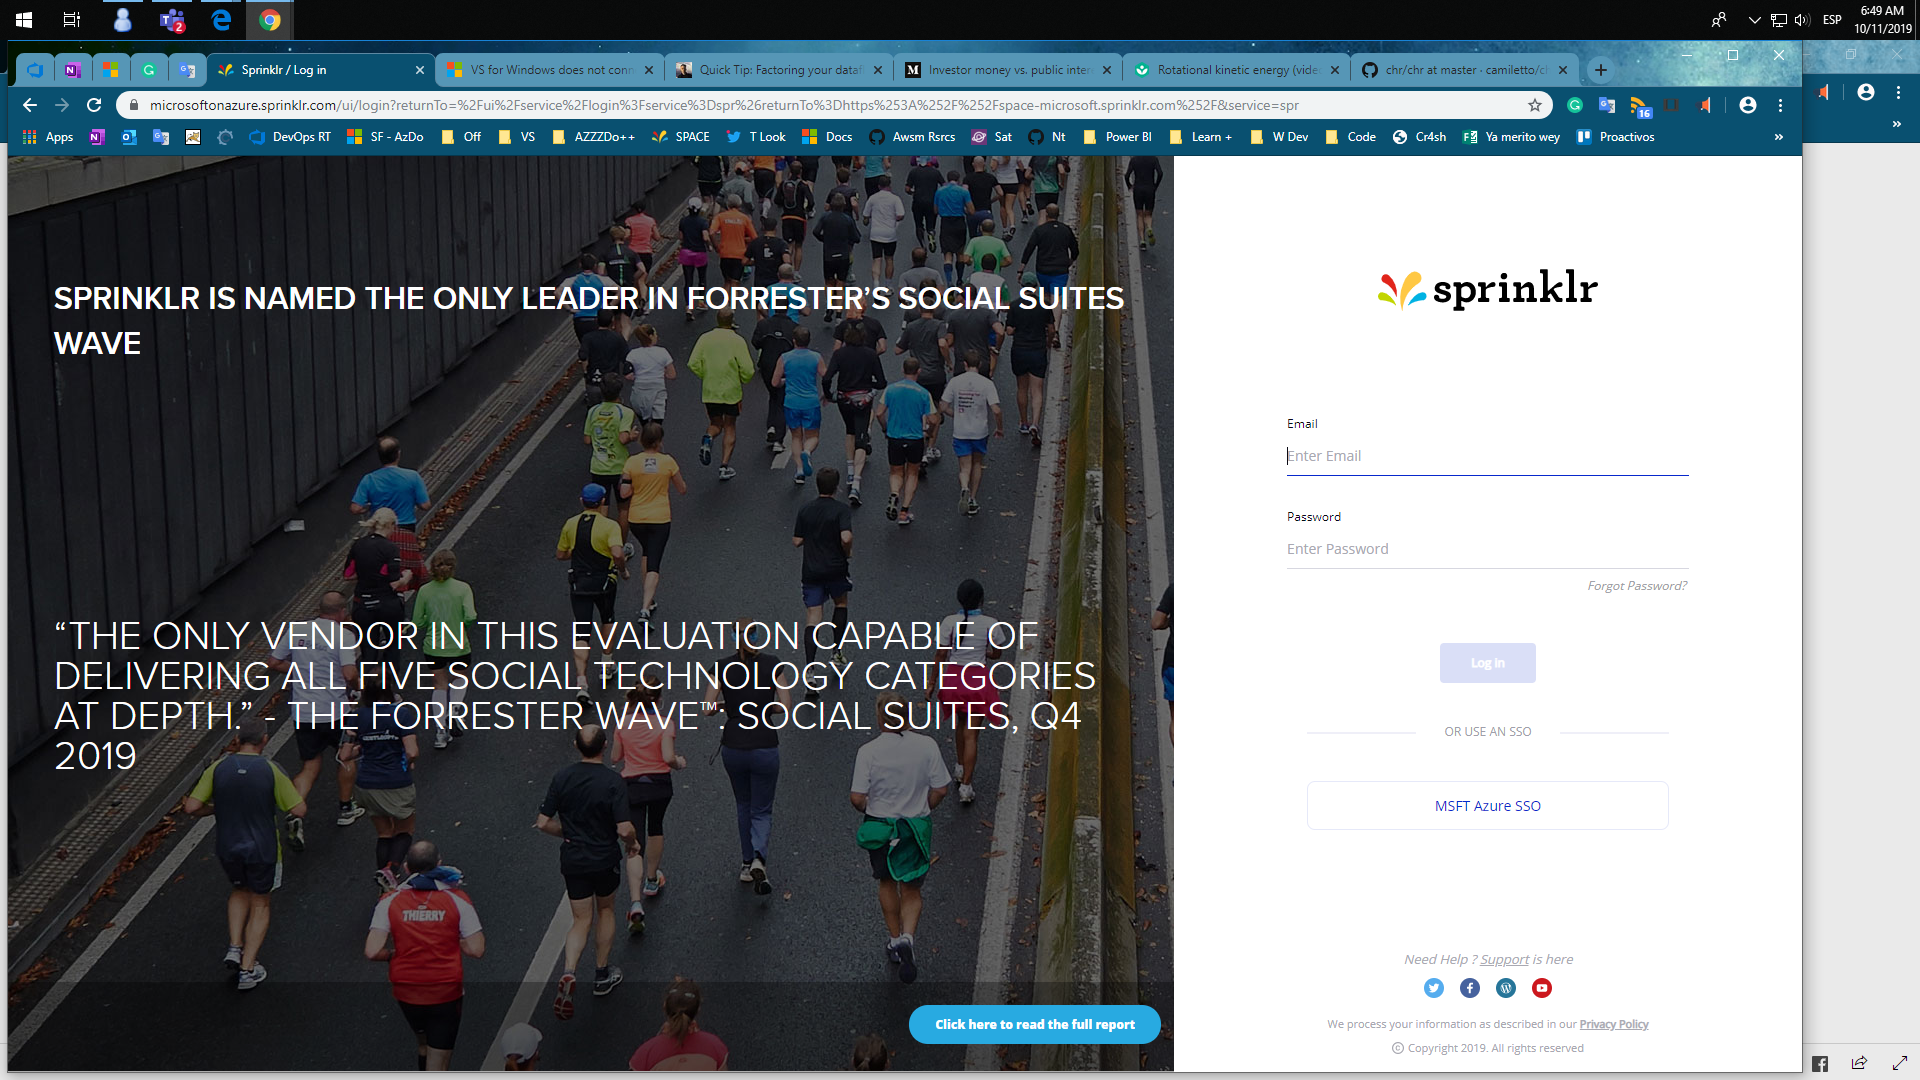 2
ESP
6:49 AM
10/11/2019
Sprinklr / Log in
VS for Windows does not conn
Quick Tip: Factoring your datafl
Investor money vs. public inter
Rotational kinetic energy (vide
chr/chr at master · camiletto/ch
microsoftonazure.sprinklr.com/ui/login?returnTo=%2Fui%2Fservice%2Flogin%3Fservice%3Dspr%26returnTo%3Dhttps%253A%252F%252Fspace-microsoft.sprinklr.com%252F&service=spr
16
Apps
DevOps RT
SF - AzDo
Off
VS
AZZZDo++
SPACE
T Look
Docs
Awsm Rsrcs
Sat
Nt
Power BI
Learn +
W Dev
Code
Cr4sh
Ya merito wey
Proactivos
»
»
SPRINKLR IS NAMED THE ONLY LEADER IN FORRESTER’S SOCIAL SUITES
WAVE
“THE ONLY VENDOR IN THIS EVALUATION CAPABLE OF
DELIVERING ALL FIVE SOCIAL TECHNOLOGY CATEGORIES
AT DEPTH.” - THE FORRESTER WAVE™: SOCIAL SUITES, Q4
2019
THIERRY
Click here to read the full report
sprinklr
Email
Enter Email
Password
Enter Password
Forgot Password?
Log in
OR USE AN SSO
MSFT Azure SSO
Need Help ? Support is here
We process your information as described in our Privacy Policy
© Copyright 2019. All rights reserved